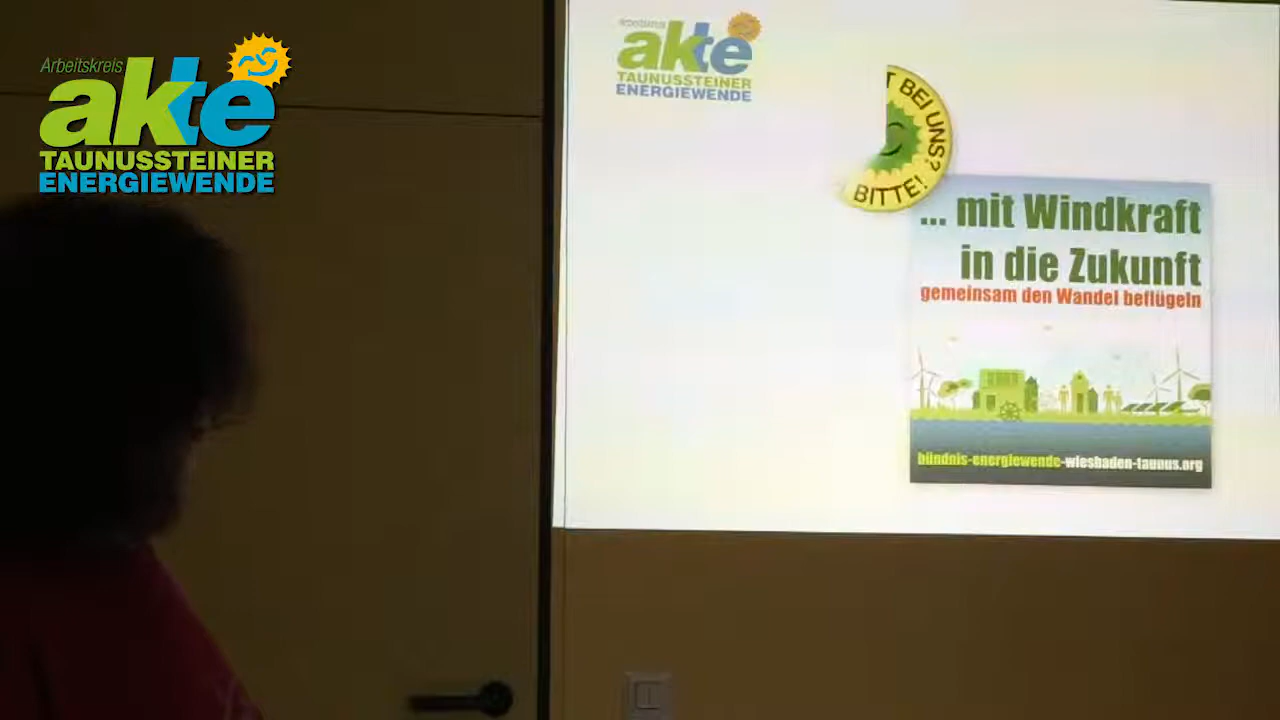 Arbeitskreis
akte
TAUNUSSTEINER
ENERGIEWENDE
akte
TAUNUSSTEINER
ENERGIEWENDE
T BEI UNS?
BITTE!
... mit Windkraft
in die Zukunft
gemeinsam den Wandel beflügeln
bündnis-energiewende-wiesbaden-taunus.org